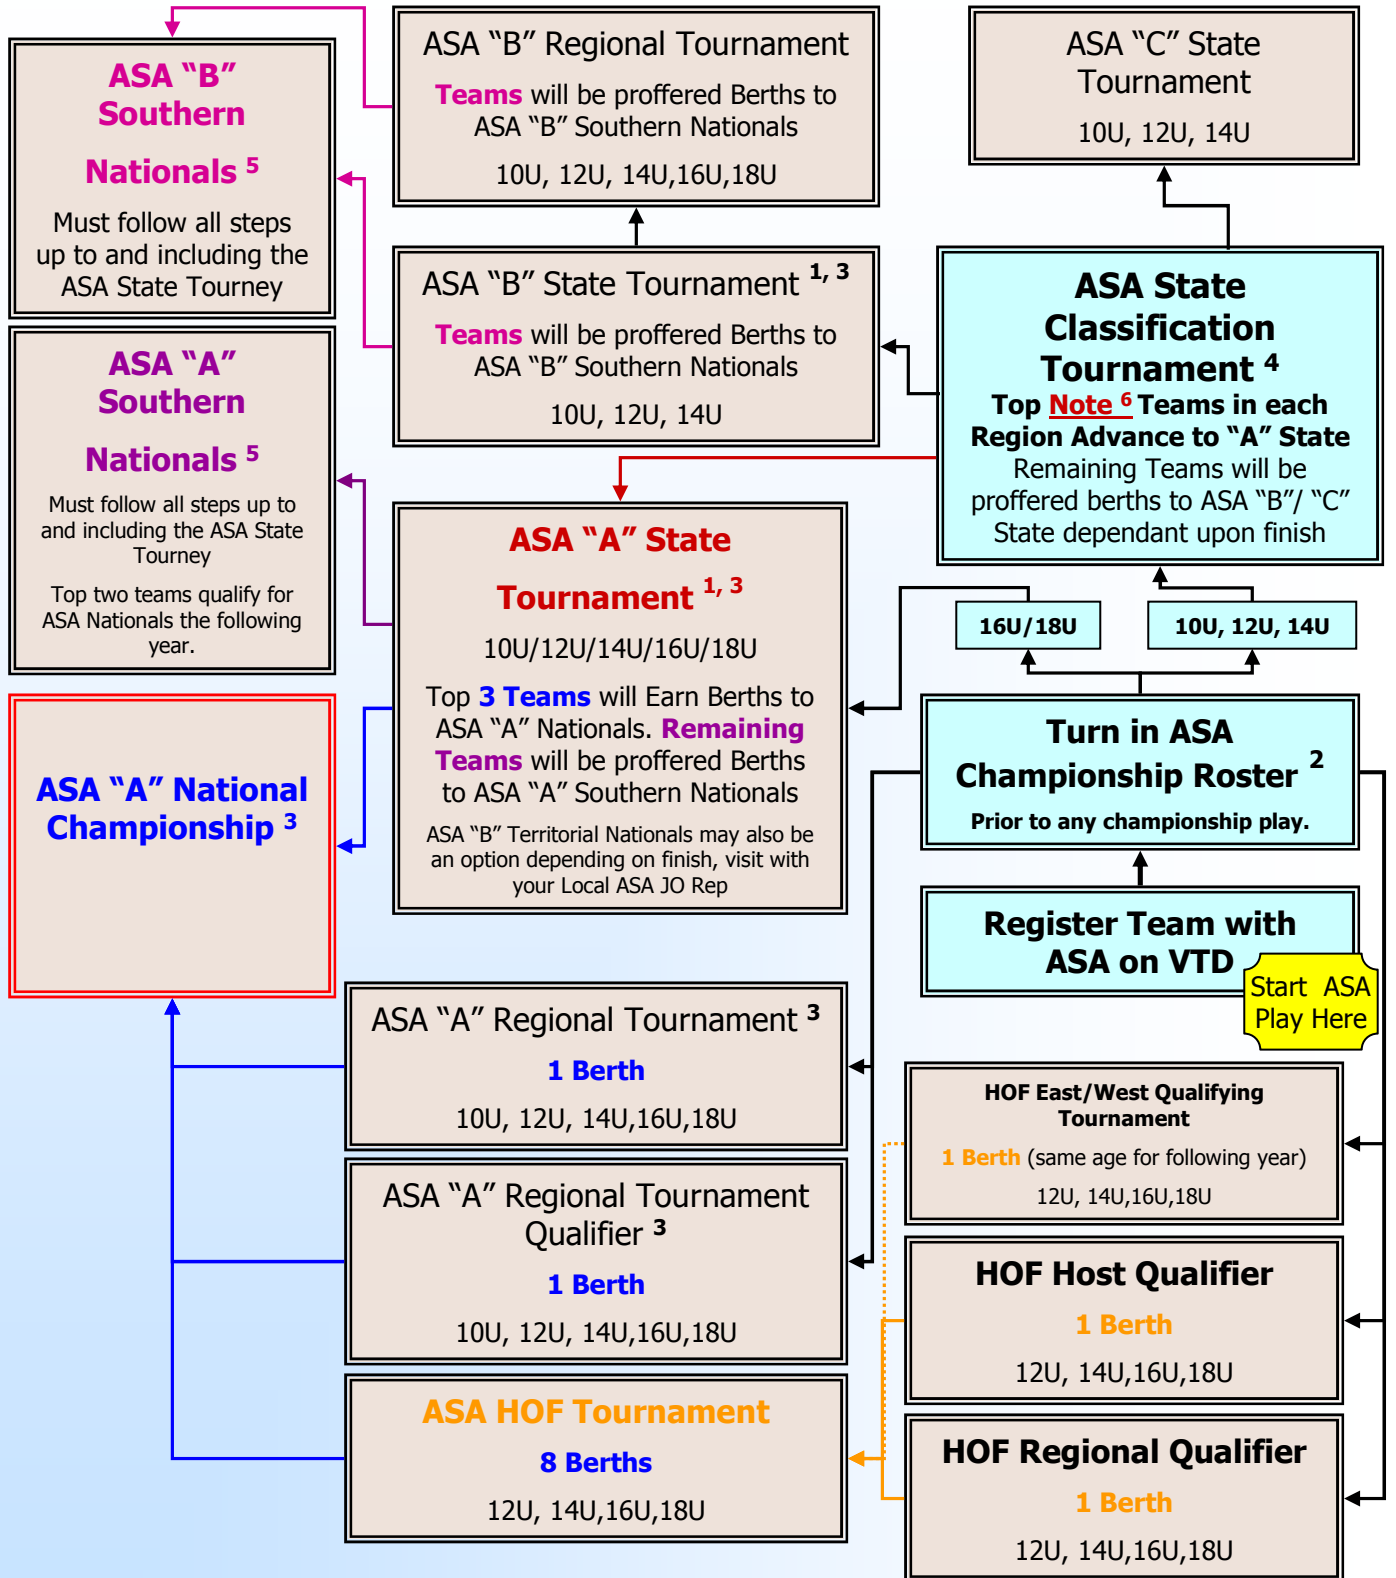 ASA “B”
Southern
Nationals 5
Must follow all steps
up to and including the
ASA State Tourney
ASA “A”
Southern
Nationals 5
Must follow all steps up to
and including the ASA State
Tourney
Top two teams qualify for
ASA Nationals the following
year.
ASA “A” National
Championship 3
ASA “B” Regional Tournament
Teams will be proffered Berths to
ASA “B” Southern Nationals
10U, 12U, 14U,16U,18U
ASA “B” State Tournament 1, 3
Teams will be proffered Berths to
ASA “B” Southern Nationals
10U, 12U, 14U
ASA “A” State
Tournament 1, 3
10U/12U/14U/16U/18U
Top 3 Teams will Earn Berths to
ASA “A” Nationals. Remaining
Teams will be proffered Berths
to ASA “A” Southern Nationals
ASA “B” Territorial Nationals may also be
an option depending on finish, visit with
your Local ASA JO Rep
ASA “A” Regional Tournament 3
1 Berth
10U, 12U, 14U,16U,18U
ASA “A” Regional Tournament
Qualifier 3
1 Berth
10U, 12U, 14U,16U,18U
ASA HOF Tournament
8 Berths
12U, 14U,16U,18U
ASA “C” State
Tournament
10U, 12U, 14U
ASA State
Classification
Tournament 4
Top Note 6 Teams in each
Region Advance to “A” State
Remaining Teams will be
proffered berths to ASA “B”/ “C”
State dependant upon finish
16U/18U
10U, 12U, 14U
Turn in ASA
Championship Roster 2
Prior to any championship play.
Register Team with
ASA on VTD
Start ASA
Play Here
HOF East/West Qualifying
Tournament
1 Berth (same age for following year)
12U, 14U,16U,18U
HOF Host Qualifier
1 Berth
12U, 14U,16U,18U
HOF Regional Qualifier
1 Berth
12U, 14U,16U,18U